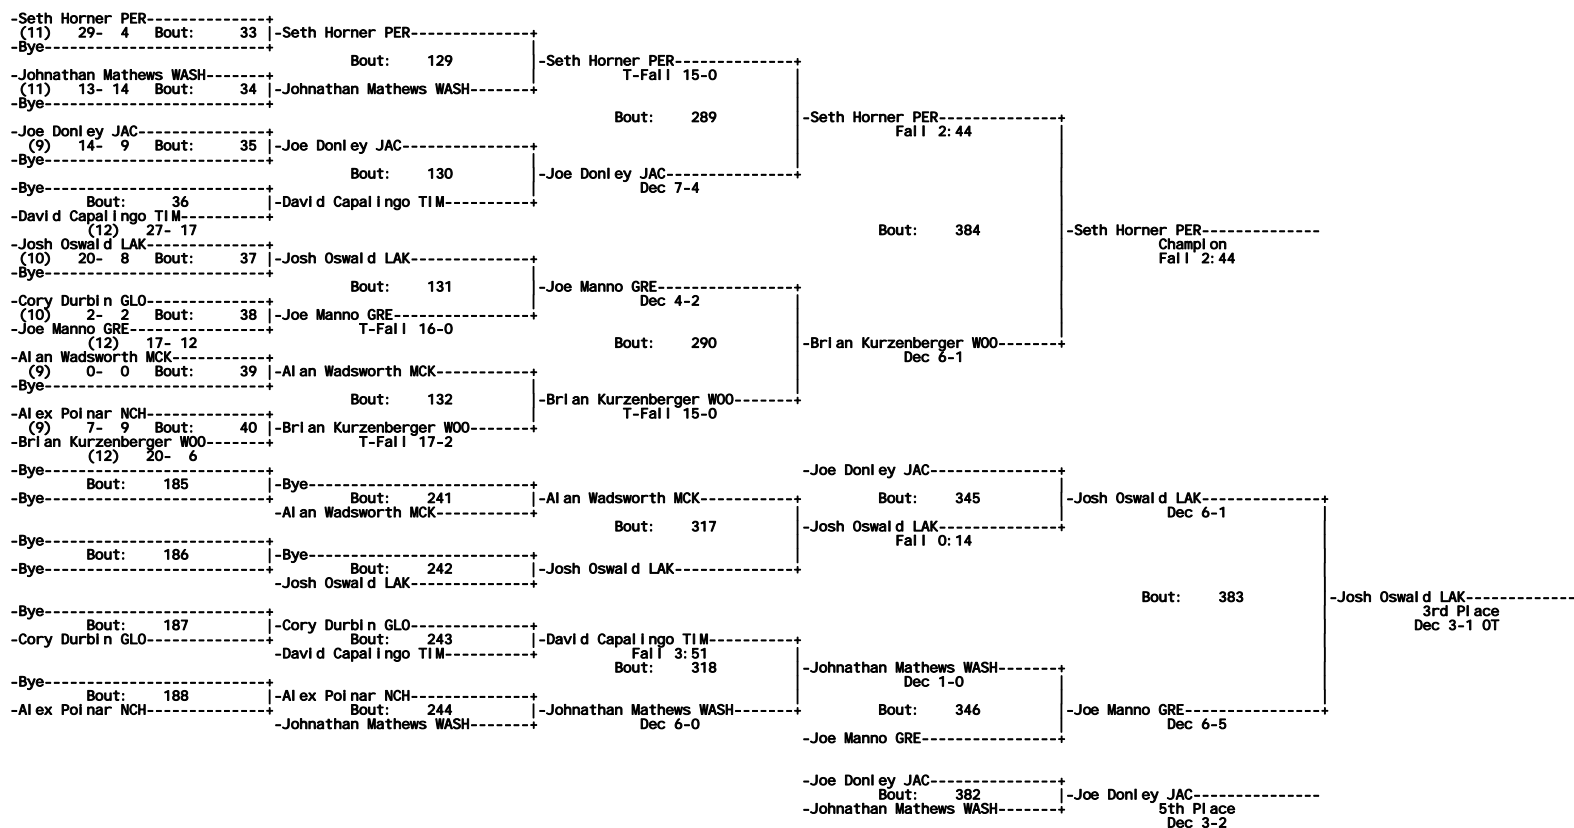 -Seth Horner PER---------------+
(11) 29- 4 Bout: 33 |-Seth Horner PER---------------+
-Bye---------------------------+
Bout: 129 |-Seth Horner PER---------------+
-Johnathan Mathews WASH--------+ T-Fall 15-0
(11) 13- 14 Bout: 34 |-Johnathan Mathews WASH--------+
-Bye---------------------------+
Bout: 289 |-Seth Horner PER---------------+
-Joe Donley JAC----------------+ Fall 2:44
(9) 14- 9 Bout: 35 |-Joe Donley JAC----------------+
-Bye---------------------------+
Bout: 130 |-Joe Donley JAC----------------+
-Bye---------------------------+ Dec 7-4
Bout: 36 |-David Capalingo TIM-----------+
-David Capalingo TIM-----------+
(12) 27- 17 Bout: 384 |-Seth Horner PER---------------
-Josh Oswald LAK---------------+ Champion
(10) 20- 8 Bout: 37 |-Josh Oswald LAK---------------+ Fall 2:44
-Bye---------------------------+
Bout: 131 |-Joe Manno GRE-----------------+
-Cory Durbin GLO---------------+ Dec 4-2
(10) 2- 2 Bout: 38 |-Joe Manno GRE-----------------+
-Joe Manno GRE-----------------+ T-Fall 16-0
(12) 17- 12 Bout: 290 |-Brian Kurzenberger WOO--------+
-Alan Wadsworth MCK------------+ Dec 6-1
(9) 0- 0 Bout: 39 |-Alan Wadsworth MCK------------+
-Bye---------------------------+
Bout: 132 |-Brian Kurzenberger WOO--------+
-Alex Poinar NCH---------------+ T-Fall 15-0
(9) 7- 9 Bout: 40 |-Brian Kurzenberger WOO--------+
-Brian Kurzenberger WOO--------+ T-Fall 17-2
(12) 20- 6
-Bye---------------------------+ -Joe Donley JAC----------------+
Bout: 185 |-Bye---------------------------+
-Bye---------------------------+ Bout: 241 |-Alan Wadsworth MCK------------+ Bout: 345 |-Josh Oswald LAK---------------+
-Alan Wadsworth MCK------------+ Dec 6-1
Bout: 317 |-Josh Oswald LAK---------------+
-Bye---------------------------+ Fall 0:14
Bout: 186 |-Bye---------------------------+
-Bye---------------------------+ Bout: 242 |-Josh Oswald LAK---------------+
-Josh Oswald LAK---------------+
Bout: 383 |-Josh Oswald LAK---------------
-Bye---------------------------+ 3rd Place
Bout: 187 |-Cory Durbin GLO---------------+ Dec 3-1 OT
-Cory Durbin GLO---------------+ Bout: 243 |-David Capalingo TIM-----------+
-David Capalingo TIM-----------+ Fall 3:51
Bout: 318 |-Johnathan Mathews WASH--------+
-Bye---------------------------+ Dec 1-0
Bout: 188 |-Alex Poinar NCH---------------+
-Alex Poinar NCH---------------+ Bout: 244 |-Johnathan Mathews WASH--------+ Bout: 346 |-Joe Manno GRE-----------------+
-Johnathan Mathews WASH--------+ Dec 6-0 Dec 6-5
-Joe Manno GRE-----------------+
-Joe Donley JAC----------------+
Bout: 382 |-Joe Donley JAC----------------
-Johnathan Mathews WASH--------+ 5th Place
Dec 3-2